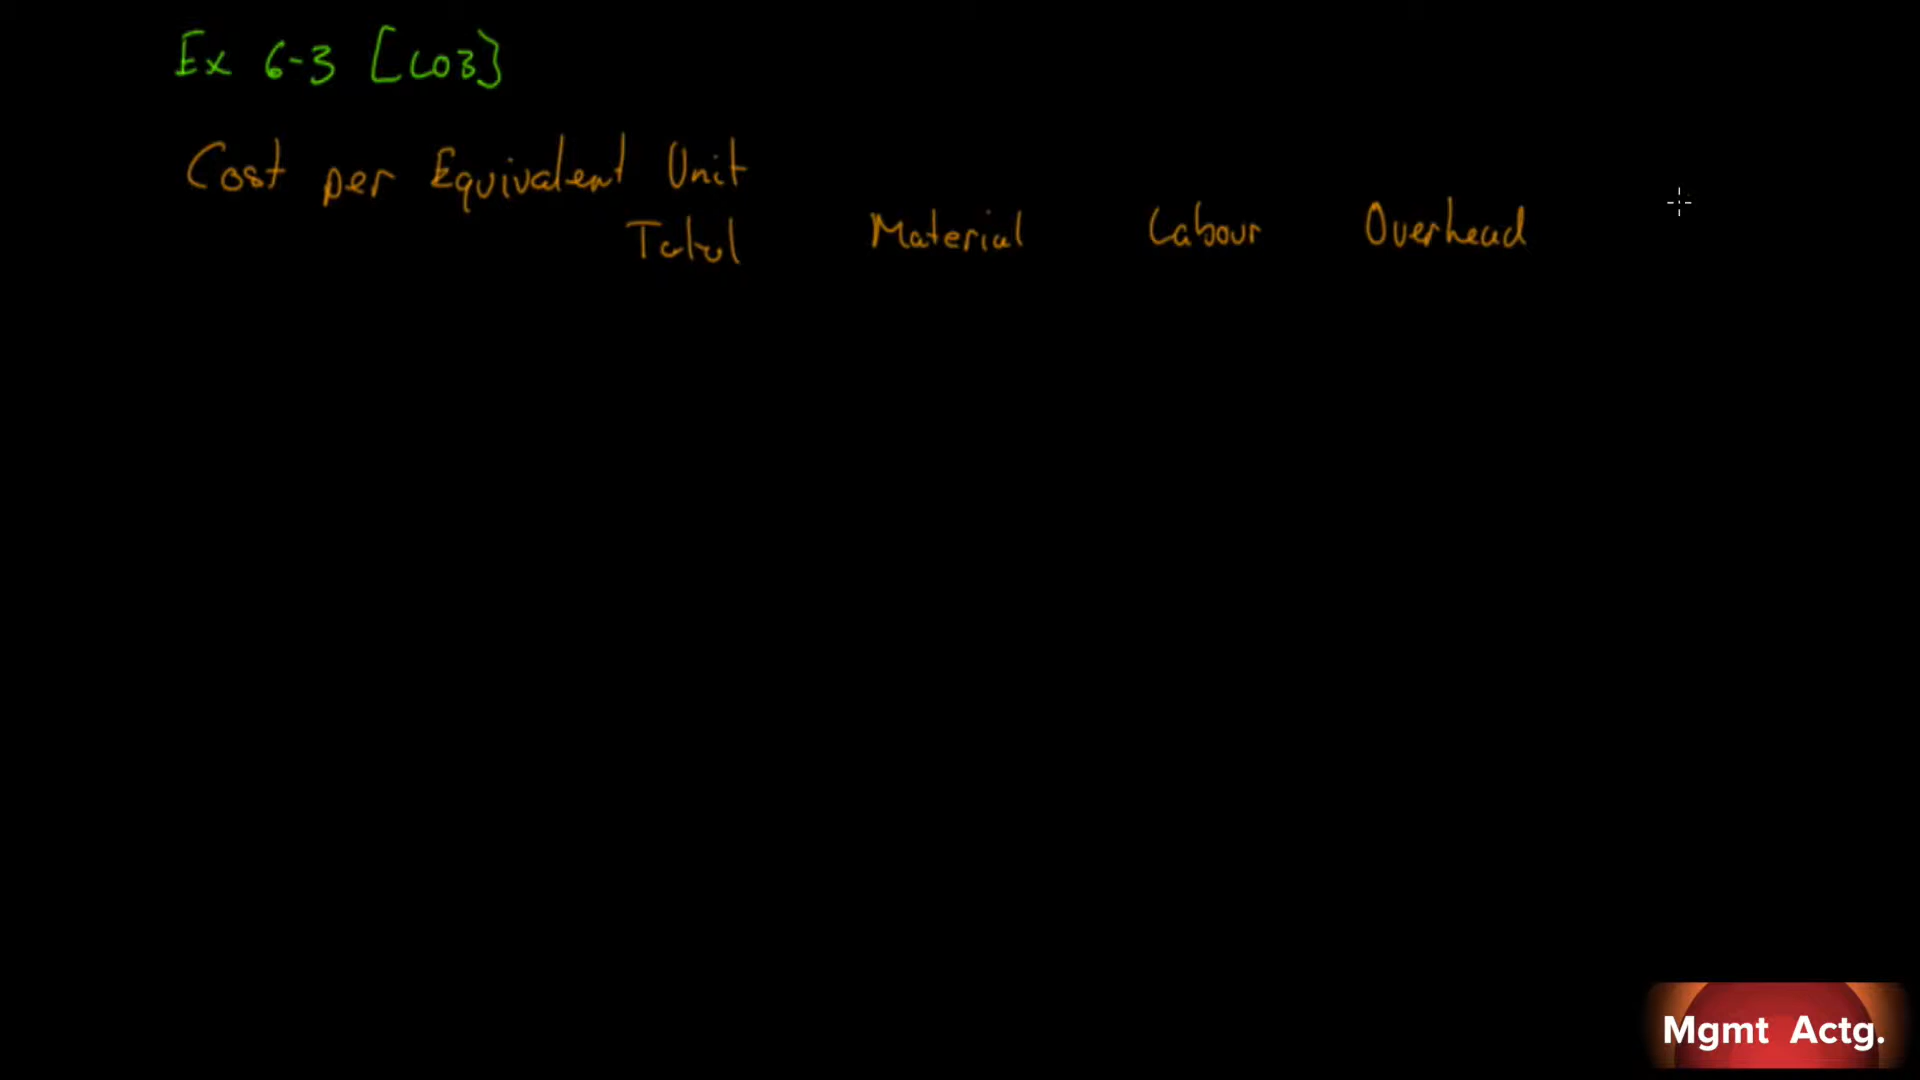 Ex 6-3 [LO3]
Cost per Equivalent Unit
Total Material Labour Overhead
Mgmt Actg.